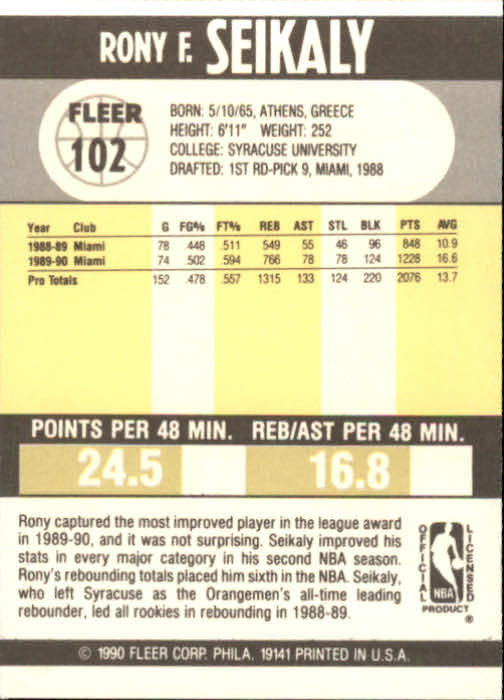 RONY F. SEIKALY
FLEER
102
BORN: 5/10/65, ATHENS, GREECE
HEIGHT: 6'11" WEIGHT: 252
COLLEGE: SYRACUSE UNIVERSITY
DRAFTED: 1ST RD-PICK 9, MIAMI, 1988
Year Club G FG% FT% REB AST STL BLK PTS AVG
1988-89 Miami 78 .448 .511 549 55 46 96 848 10.9
1989-90 Miami 74 .502 .594 766 78 78 124 1228 16.6
Pro Totals 152 .478 .557 1315 133 124 220 2076 13.7
POINTS PER 48 MIN. REB/AST PER 48 MIN.
24.5 16.8
Rony captured the most improved player in the league award
in 1989-90, and it was not surprising. Seikaly improved his
stats in every major category in his second NBA season.
Rony's rebounding totals placed him sixth in the NBA. Seikaly,
who left Syracuse as the Orangemen's all-time leading
rebounder, led all rookies in rebounding in 1988-89.
OFFICIAL
NBA
LICENSED
PRODUCT ®
© 1990 FLEER CORP. PHILA. 19141 PRINTED IN U.S.A.